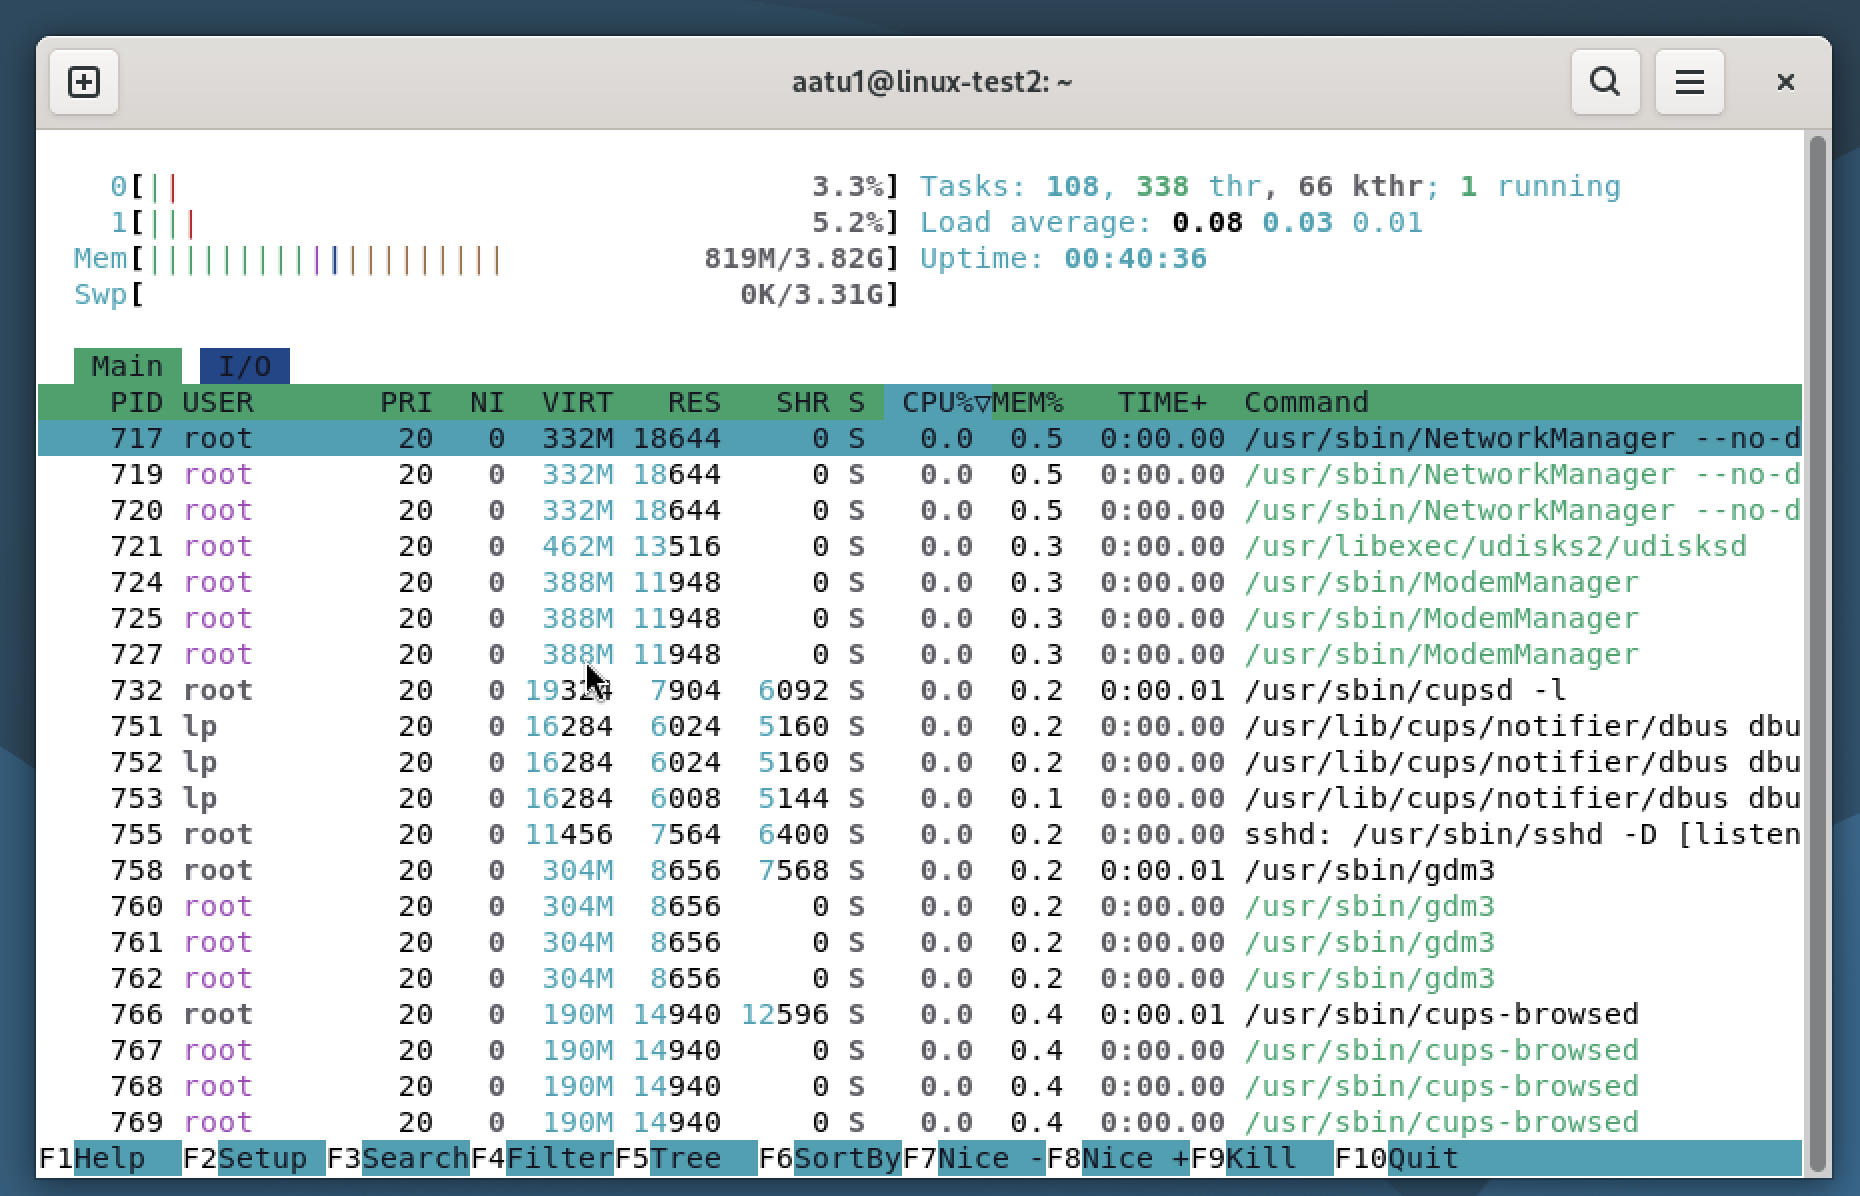 aatu1@linux-test2: ~
0[|| 3.3%] Tasks: 108, 338 thr, 66 kthr; 1 running
1[||| 5.2%] Load average: 0.08 0.03 0.01
Mem[|||||||||||||||||||| 819M/3.82G] Uptime: 00:40:36
Swp[ 0K/3.31G]
Main I/O
PID USER PRI NI VIRT RES SHR S CPU%▽MEM% TIME+ Command
717 root 20 0 332M 18644 0 S 0.0 0.5 0:00.00 /usr/sbin/NetworkManager --no-d
719 root 20 0 332M 18644 0 S 0.0 0.5 0:00.00 /usr/sbin/NetworkManager --no-d
720 root 20 0 332M 18644 0 S 0.0 0.5 0:00.00 /usr/sbin/NetworkManager --no-d
721 root 20 0 462M 13516 0 S 0.0 0.3 0:00.00 /usr/libexec/udisks2/udisksd
724 root 20 0 388M 11948 0 S 0.0 0.3 0:00.00 /usr/sbin/ModemManager
725 root 20 0 388M 11948 0 S 0.0 0.3 0:00.00 /usr/sbin/ModemManager
727 root 20 0 388M 11948 0 S 0.0 0.3 0:00.00 /usr/sbin/ModemManager
732 root 20 0 7904 6092 S 0.0 0.2 0:00.01 /usr/sbin/cupsd -l
751 lp 20 0 16284 6024 5160 S 0.0 0.2 0:00.00 /usr/lib/cups/notifier/dbus dbu
752 lp 20 0 16284 6024 5160 S 0.0 0.2 0:00.00 /usr/lib/cups/notifier/dbus dbu
753 lp 20 0 16284 6008 5144 S 0.0 0.1 0:00.00 /usr/lib/cups/notifier/dbus dbu
755 root 20 0 11456 7564 6400 S 0.0 0.2 0:00.00 sshd: /usr/sbin/sshd -D [listen
758 root 20 0 304M 8656 7568 S 0.0 0.2 0:00.01 /usr/sbin/gdm3
760 root 20 0 304M 8656 0 S 0.0 0.2 0:00.00 /usr/sbin/gdm3
761 root 20 0 304M 8656 0 S 0.0 0.2 0:00.00 /usr/sbin/gdm3
762 root 20 0 304M 8656 0 S 0.0 0.2 0:00.00 /usr/sbin/gdm3
766 root 20 0 190M 14940 12596 S 0.0 0.4 0:00.01 /usr/sbin/cups-browsed
767 root 20 0 190M 14940 0 S 0.0 0.4 0:00.00 /usr/sbin/cups-browsed
768 root 20 0 190M 14940 0 S 0.0 0.4 0:00.00 /usr/sbin/cups-browsed
769 root 20 0 190M 14940 0 S 0.0 0.4 0:00.00 /usr/sbin/cups-browsed
F1Help F2Setup F3SearchF4FilterF5Tree F6SortByF7Nice -F8Nice +F9Kill F10Quit